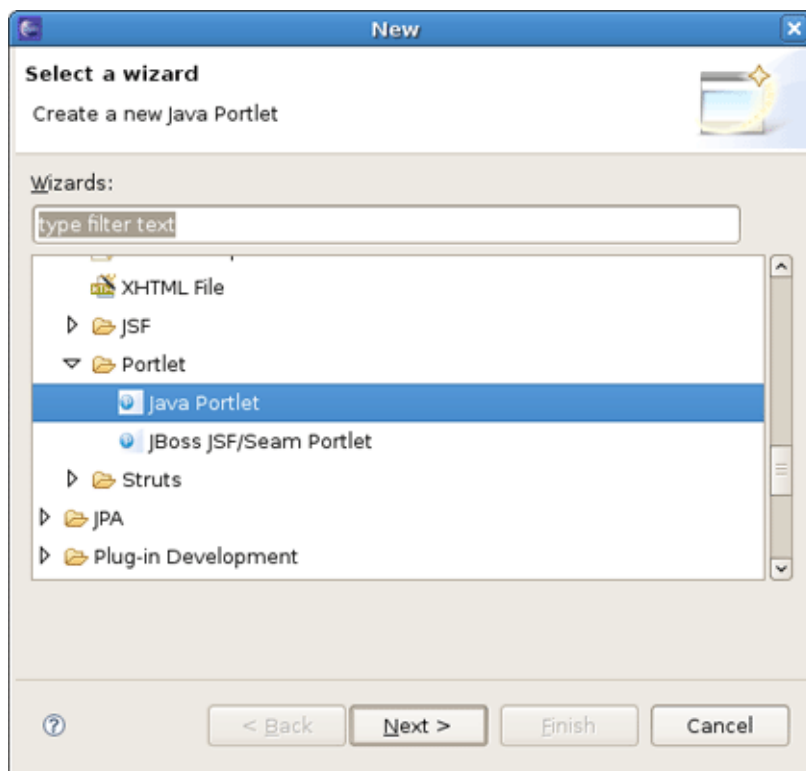 New
Select a wizard
Create a new Java Portlet
Wizards:
type filter text
XHTML File
JSF
Portlet
Java Portlet
JBoss JSF/Seam Portlet
Struts
JPA
Plug-in Development
< Back Next > Finish Cancel